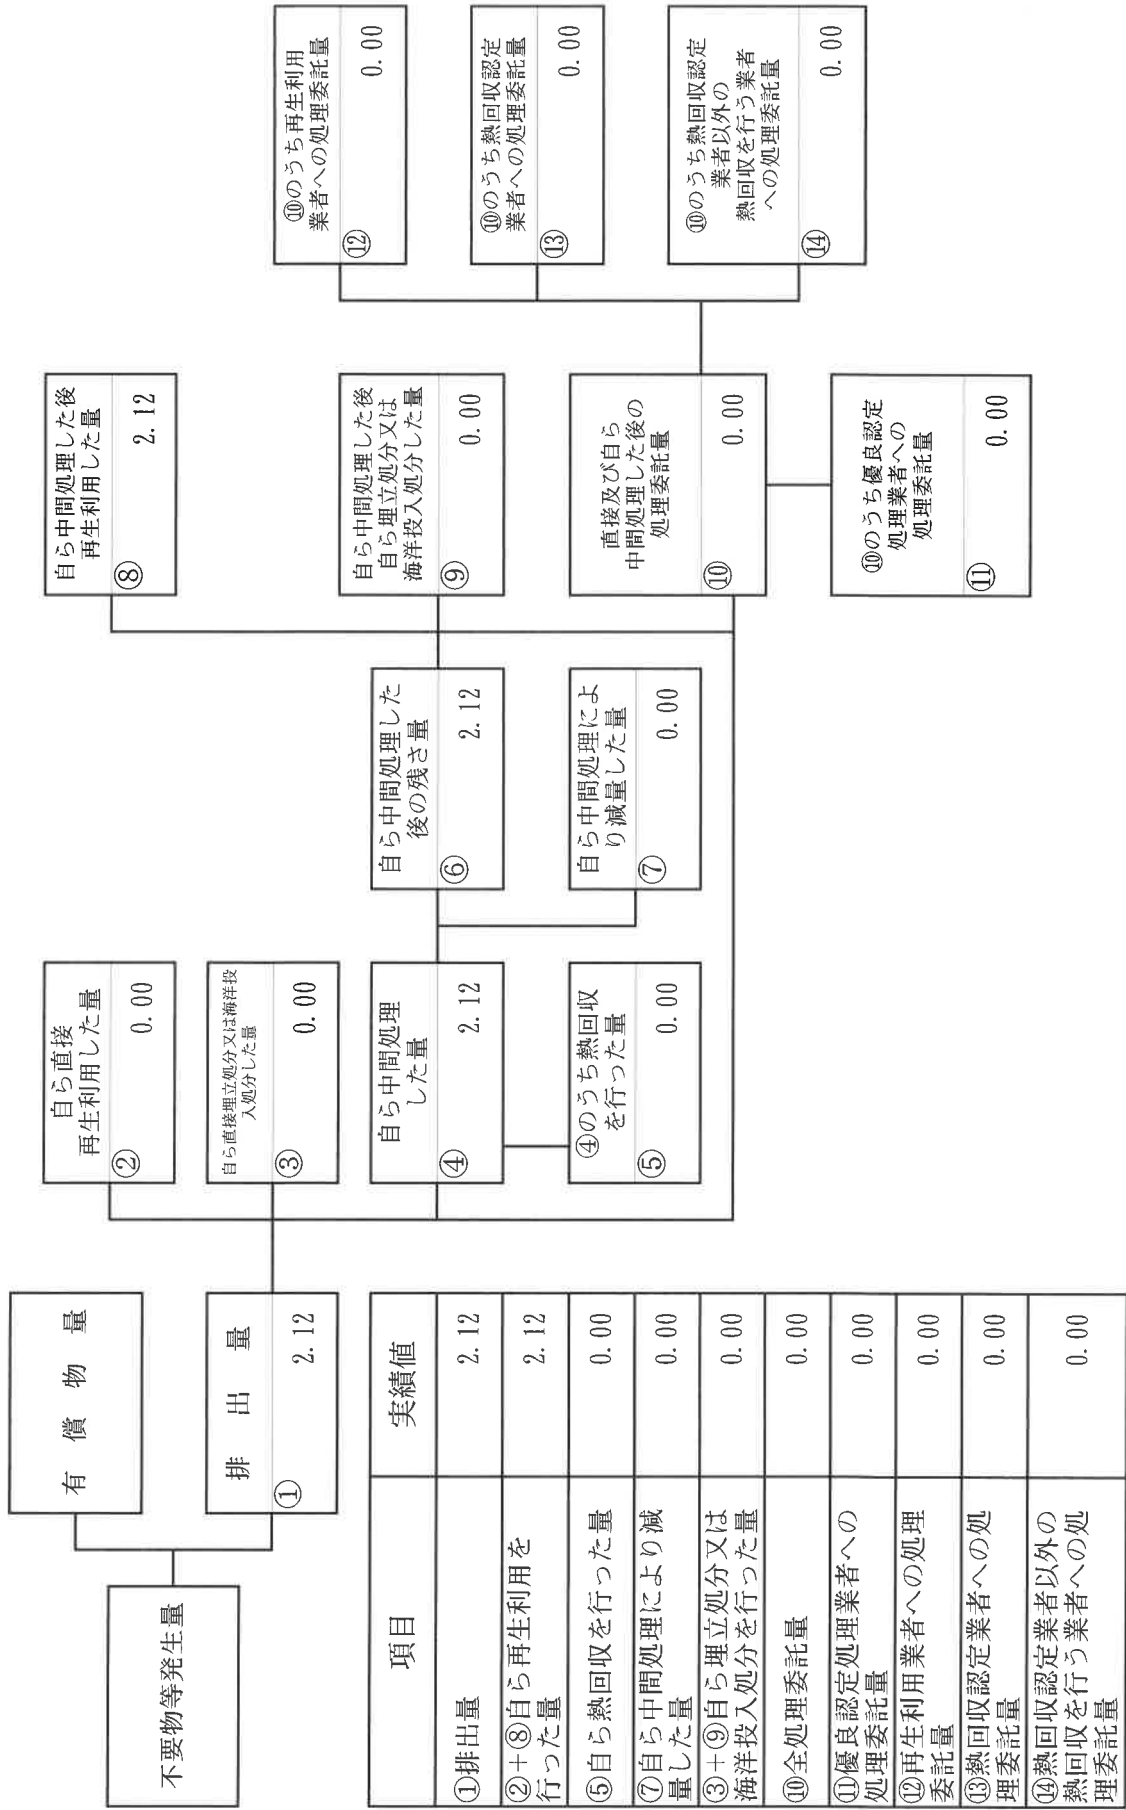 不要物等発生量
有償物量
排出量
①
2.12
自ら直接
再生利用した量
②
0.00
自ら直接埋立処分又は海洋投
入処分した量
③
0.00
自ら中間処理
した量
④
2.12
④のうち熱回収
を行った量
⑤
0.00
自ら中間処理した
後の残さ量
⑥
2.12
自ら中間処理によ
り減量した量
⑦
0.00
自ら中間処理した後
再生利用した量
⑧
2.12
自ら中間処理した後
自ら埋立処分又は
海洋投入処分した量
⑨
0.00
直接及び自ら
中間処理した後の
処理委託量
⑩
0.00
⑩のうち優良認定
処理業者への
処理委託量
⑪
0.00
⑩のうち再生利用
業者への処理委託量
⑫
0.00
⑩のうち熱回収認定
業者への処理委託量
⑬
0.00
⑩のうち熱回収認定
業者以外の
熱回収を行う業者
への処理委託量
⑭
0.00
項目 実績値
①排出量 2.12
②+⑧自ら再生利用を
行った量 2.12
⑤自ら熱回収を行った量 0.00
⑦自ら中間処理により減
量した量 0.00
③+⑨自ら埋立処分又は
海洋投入処分を行った量 0.00
⑩全処理委託量 0.00
⑪優良認定処理業者への
処理委託量 0.00
⑫再生利用業者への処理
委託量 0.00
⑬熱回収認定業者への処
理委託量 0.00
⑭熱回収認定業者以外の
熱回収を行う業者への処
理委託量 0.00